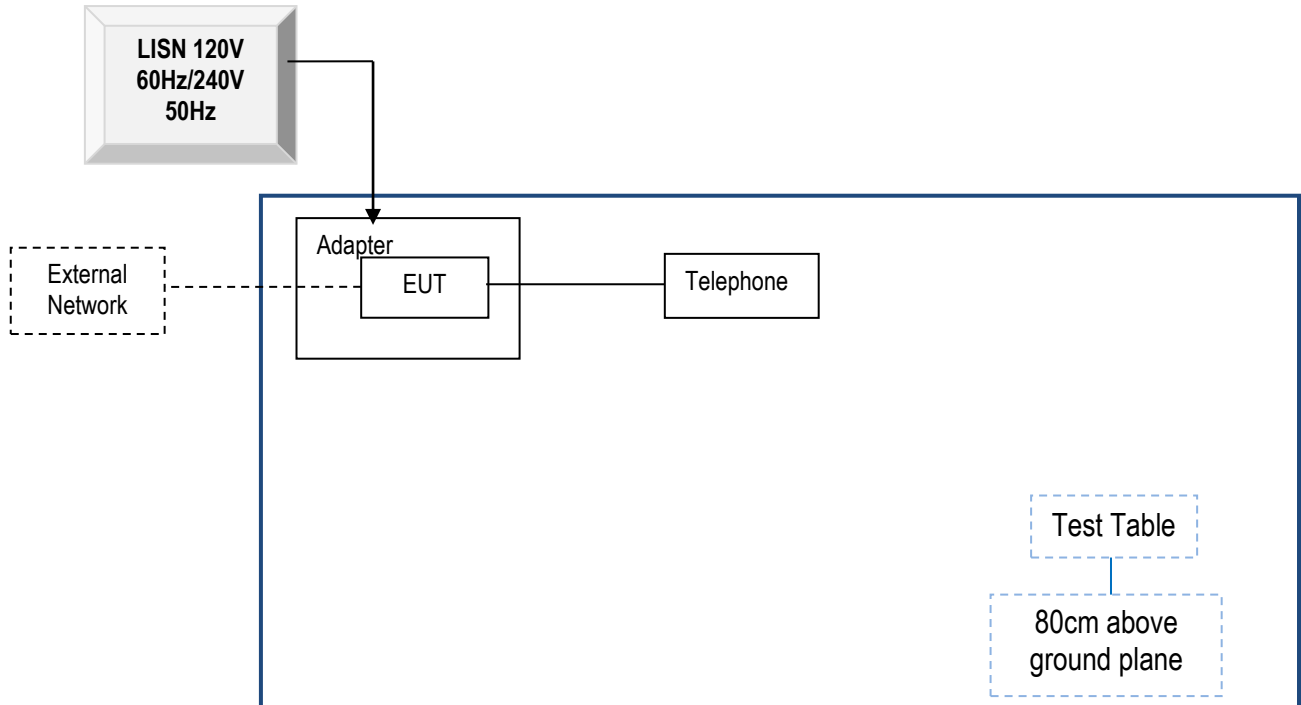 LISN 120V
60Hz/240V
50Hz
Adapter
External
Network
EUT
Telephone
Test Table
80cm above
ground plane